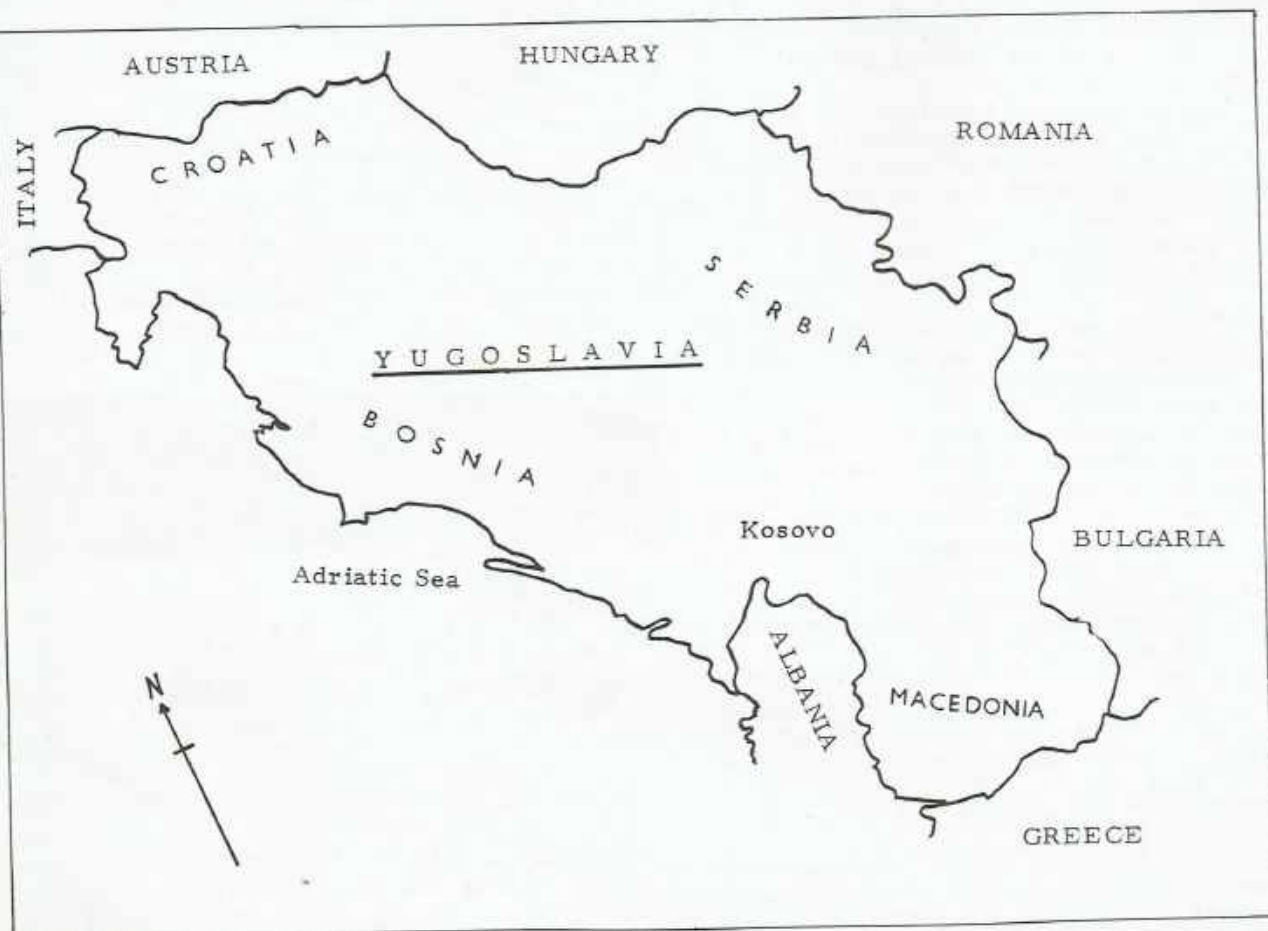 AUSTRIA
HUNGARY
ROMANIA
ITALY
CROATIA
SERBIA
YUGOSLAVIA
BOSNIA
Kosovo
BULGARIA
Adriatic Sea
ALBANIA
N
MACEDONIA
GREECE